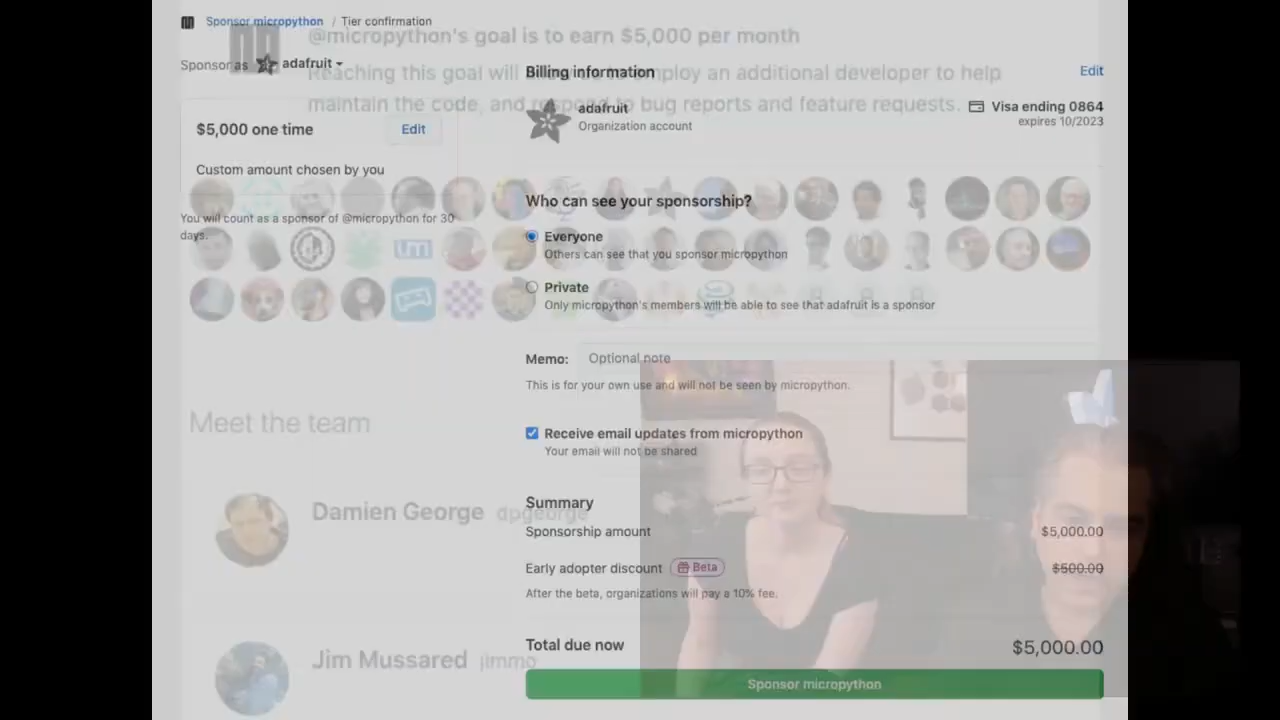 Sponsor micropython / Tier confirmation
@micropython's goal is to earn $5,000 per month
Sponsor as adafruit
Reaching this goal will
employ an additional developer to help
maintain the code, and respond to bug reports and feature requests.
$5,000 one time
Edit
Custom amount chosen by you
You will count as a sponsor of @micropython for 30
days.
Billing information
Edit
adafruit
Organization account
Visa ending 0864
expires 10/2023
Who can see your sponsorship?
Everyone
Others can see that you sponsor micropython
Private
Only micropython's members will be able to see that adafruit is a sponsor
um
Memo: Optional note
This is for your own use and will not be seen by micropython.
Receive email updates from micropython
Your email will not be shared
Meet the team
Damien George dpgeorge
Jim Mussared jimmo
Summary
Sponsorship amount $5,000.00
Early adopter discount Beta $500.00
After the beta, organizations will pay a 10% fee.
Total due now $5,000.00
Sponsor micropython